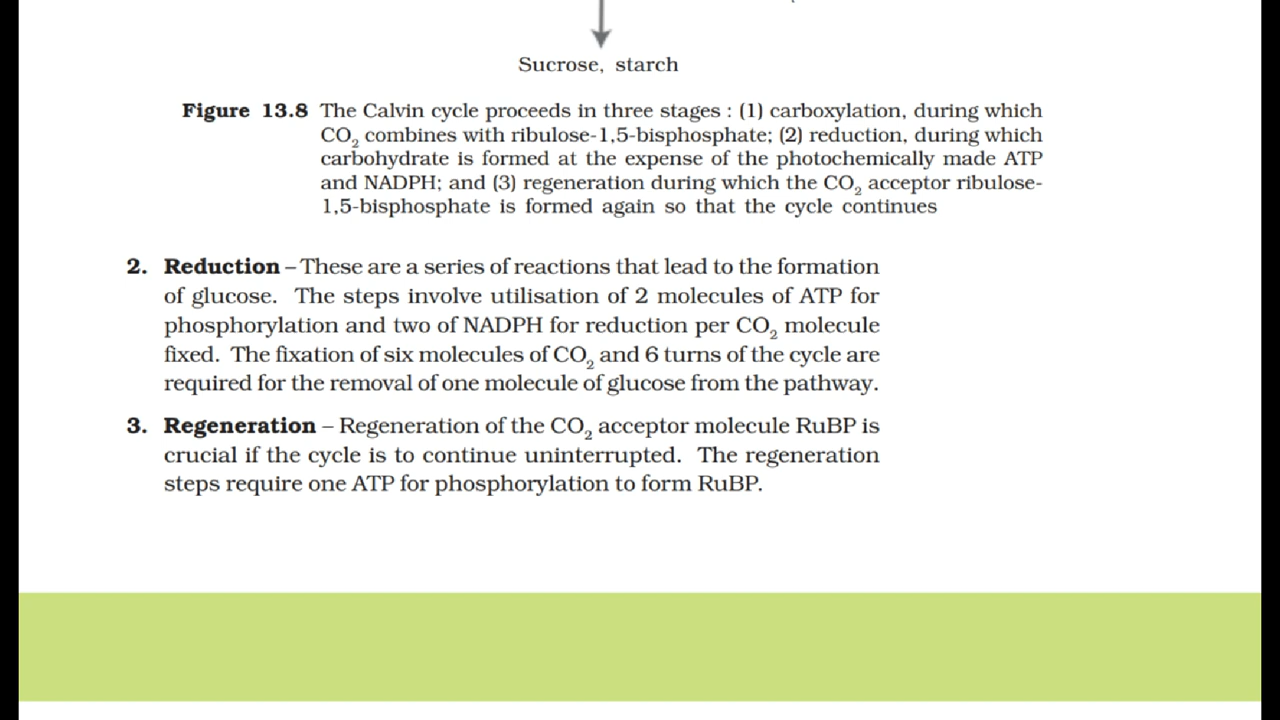 Sucrose, starch
Figure 13.8 The Calvin cycle proceeds in three stages : (1) carboxylation, during which
CO₂ combines with ribulose-1,5-bisphosphate; (2) reduction, during which
carbohydrate is formed at the expense of the photochemically made ATP
and NADPH; and (3) regeneration during which the CO₂ acceptor ribulose-
1,5-bisphosphate is formed again so that the cycle continues
2. Reduction – These are a series of reactions that lead to the formation
of glucose. The steps involve utilisation of 2 molecules of ATP for
phosphorylation and two of NADPH for reduction per CO₂ molecule
fixed. The fixation of six molecules of CO₂ and 6 turns of the cycle are
required for the removal of one molecule of glucose from the pathway.
3. Regeneration – Regeneration of the CO₂ acceptor molecule RuBP is
crucial if the cycle is to continue uninterrupted. The regeneration
steps require one ATP for phosphorylation to form RuBP.